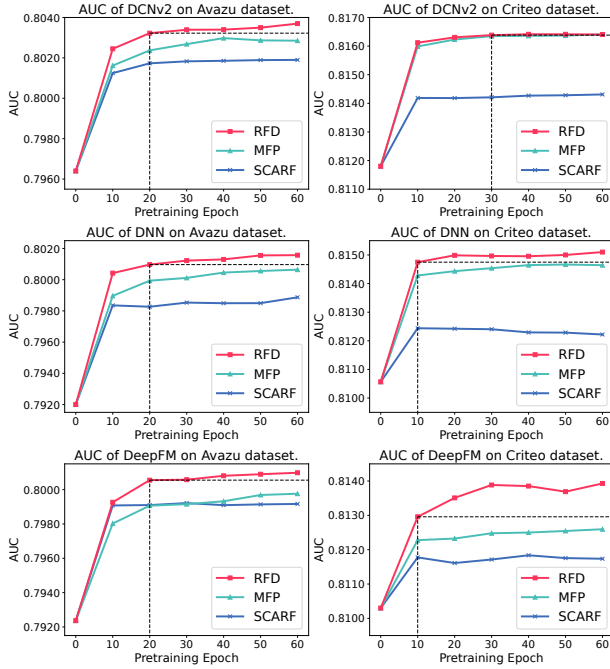 AUC of DCNv2 on Avazu dataset.
0.8040
0.8020
0.8000
0.7980
0.7960
AUC
0 10 20 30 40 50 60
Pretraining Epoch
RFD
MFP
SCARF
AUC of DCNv2 on Criteo dataset.
0.8170
0.8160
0.8150
0.8140
0.8130
0.8120
0.8110
AUC
0 10 20 30 40 50 60
Pretraining Epoch
RFD
MFP
SCARF
AUC of DNN on Avazu dataset.
0.8020
0.8000
0.7980
0.7960
0.7940
0.7920
AUC
0 10 20 30 40 50 60
Pretraining Epoch
RFD
MFP
SCARF
AUC of DNN on Criteo dataset.
0.8150
0.8140
0.8130
0.8120
0.8110
0.8100
AUC
0 10 20 30 40 50 60
Pretraining Epoch
RFD
MFP
SCARF
AUC of DeepFM on Avazu dataset.
0.8000
0.7980
0.7960
0.7940
0.7920
AUC
0 10 20 30 40 50 60
Pretraining Epoch
RFD
MFP
SCARF
AUC of DeepFM on Criteo dataset.
0.8140
0.8130
0.8120
0.8110
0.8100
AUC
0 10 20 30 40 50 60
Pretraining Epoch
RFD
MFP
SCARF